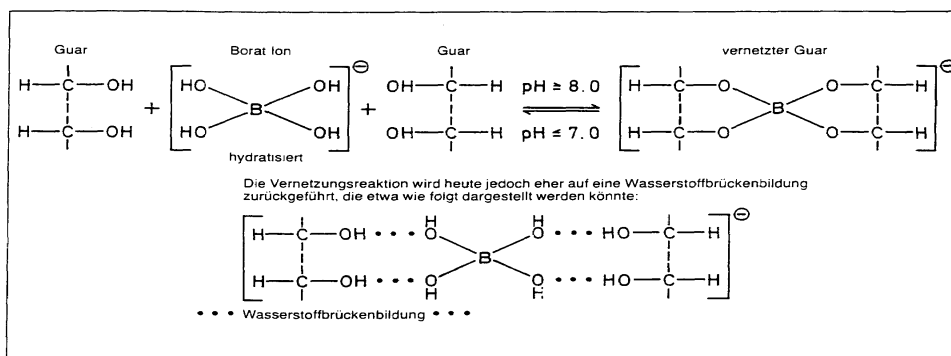 Guar Borat Ion Guar vernetzter Guar
H—C—OH HO OH ⊖ OH—C—H pH ≥ 8.0 H—C—O O—C—H ⊖
+ B + B
H—C—OH HO OH OH—C—H pH ≤ 7.0 H—C—O O—C—H
hydratisiert
Die Vernetzungsreaktion wird heute jedoch eher auf eine Wasserstoffbrückenbildung
zurückgeführt, die etwa wie folgt dargestellt werden könnte:
H H ⊖
H—C—OH • • • O O • • • HO—C—H
B
H—C—OH • • • O O • • • HO—C—H
H H
• • • Wasserstoffbrückenbildung • • •